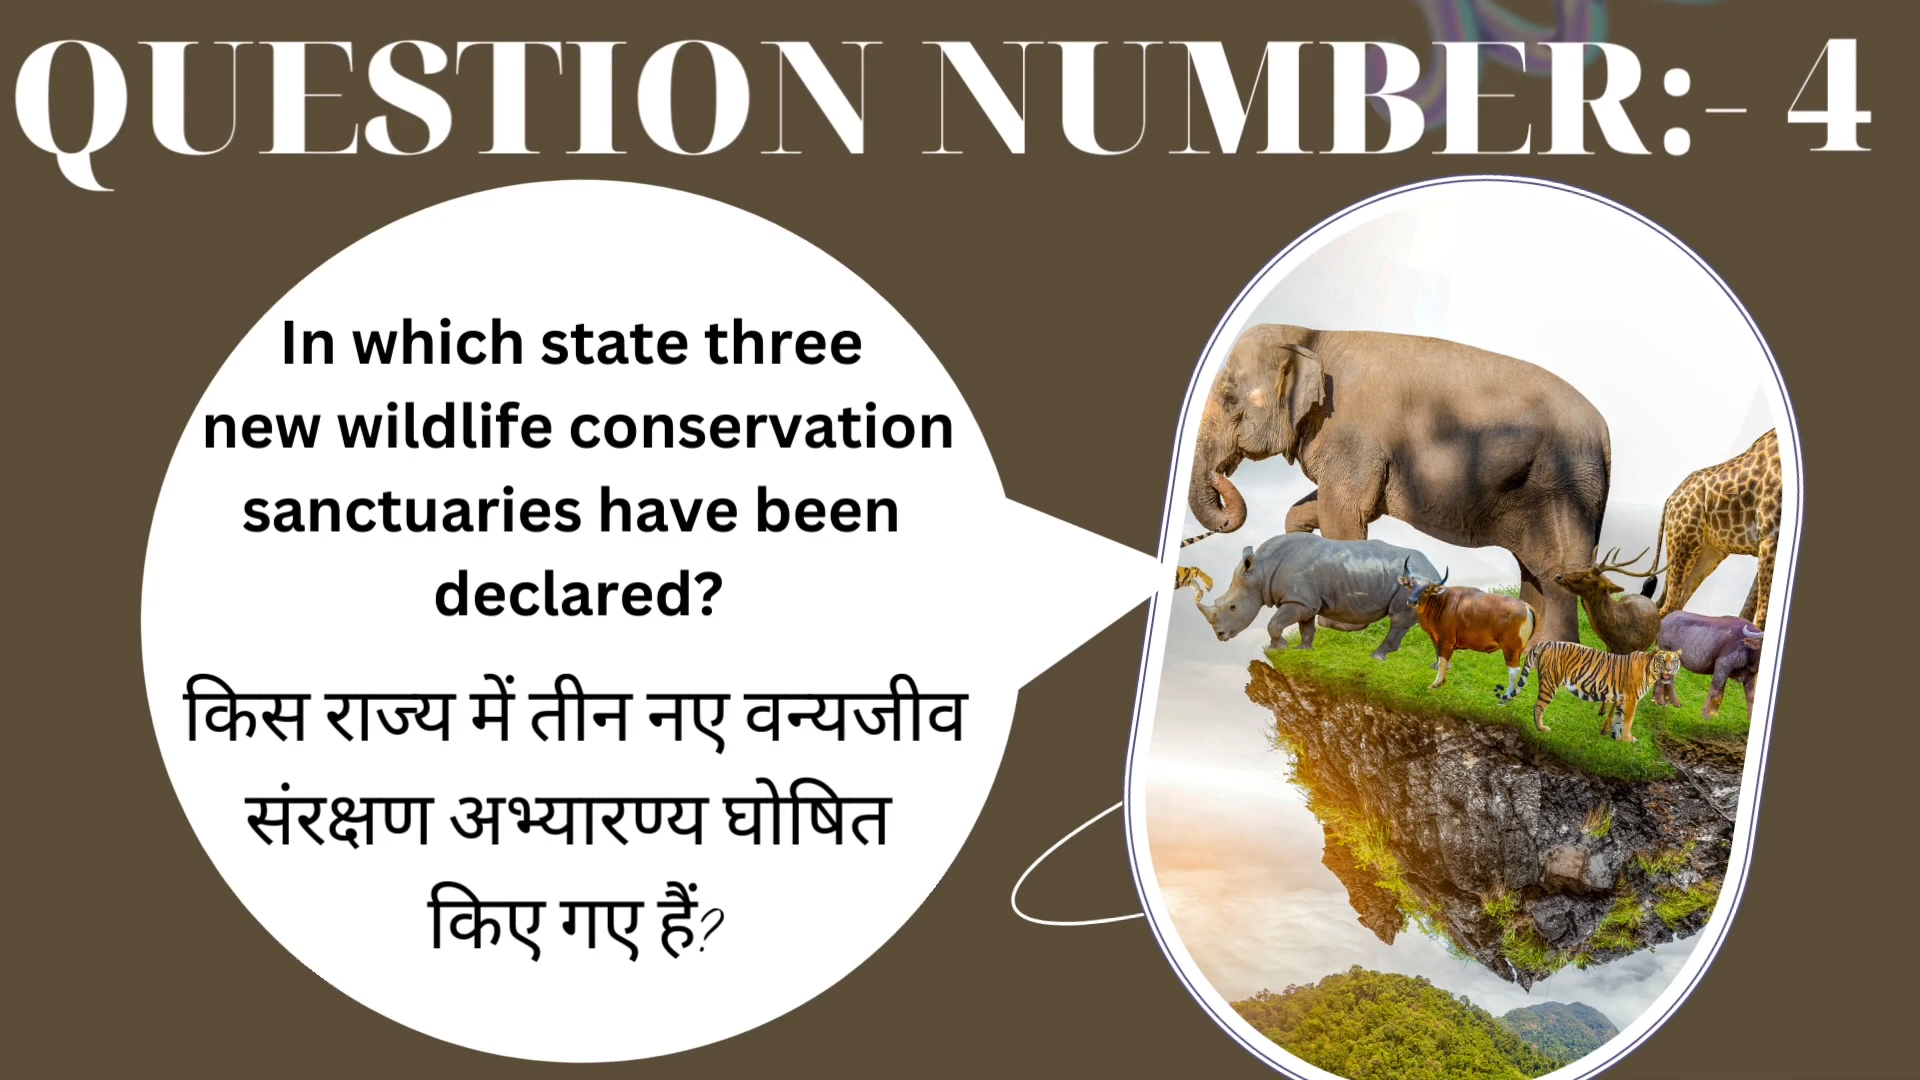 QUESTION NUMBER:- 4
In which state three
new wildlife conservation
sanctuaries have been
declared?
किस राज्य में तीन नए वन्यजीव
संरक्षण अभ्यारण्य घोषित
किए गए हैं?